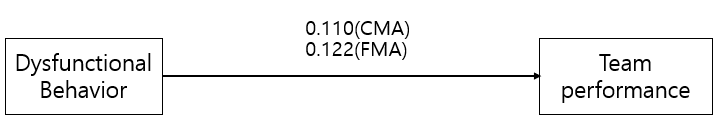 0.110(CMA)
0.122(FMA)
Dysfunctional
Behavior
Team
performance